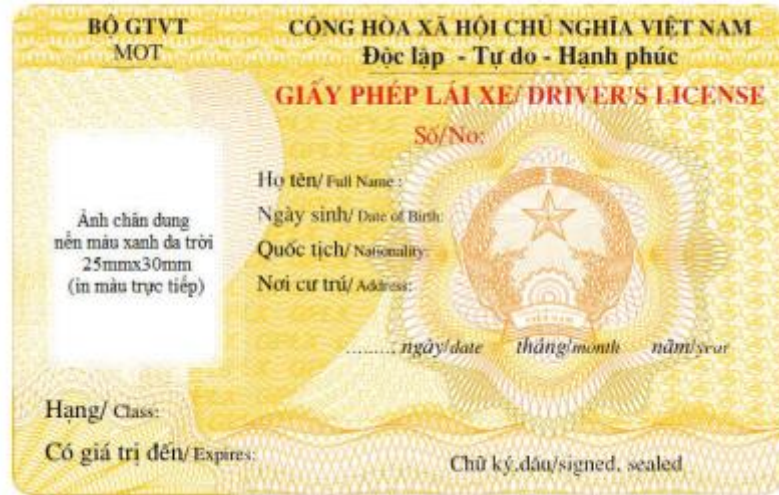 BỘ GTVT
MOT
CỘNG HÒA XÃ HỘI CHỦ NGHĨA VIỆT NAM
Độc lập - Tự do - Hạnh phúc
GIẤY PHÉP LÁI XE/ DRIVER'S LICENSE
Số/No:
Ảnh chân dung
nền màu xanh da trời
25mmx30mm
(in màu trực tiếp)
Họ tên/ Full Name :
Ngày sinh/ Date of Birth:
Quốc tịch/ Nationality:
Nơi cư trú/ Address:
VIỆT NAM
........, ngày/date tháng/month năm/year
Hạng/ Class:
Có giá trị đến/ Expires:
Chữ ký,dấu/signed, sealed